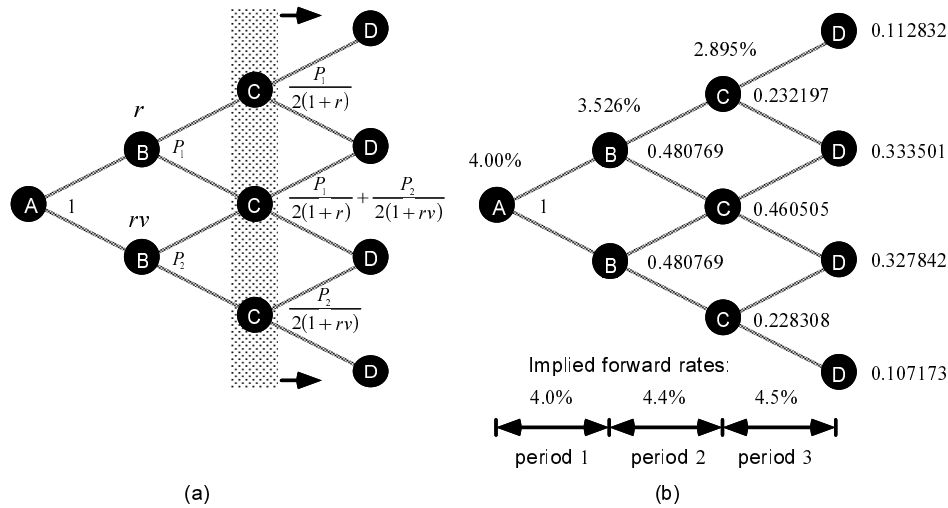 D
C
P₁
2(1+r)
r
B
P₁
D
A
1
C
P₁/2(1+r) + P₂/2(1+rv)
rv
B
P₂
D
C
P₂
2(1+rv)
D
(a)
D
0.112832
2.895%
C
0.232197
3.526%
B
0.480769
D
0.333501
4.00%
A
1
C
0.460505
B
0.480769
D
0.327842
C
0.228308
D
0.107173
Implied forward rates:
4.0%
4.4%
4.5%
period 1
period 2
period 3
(b)